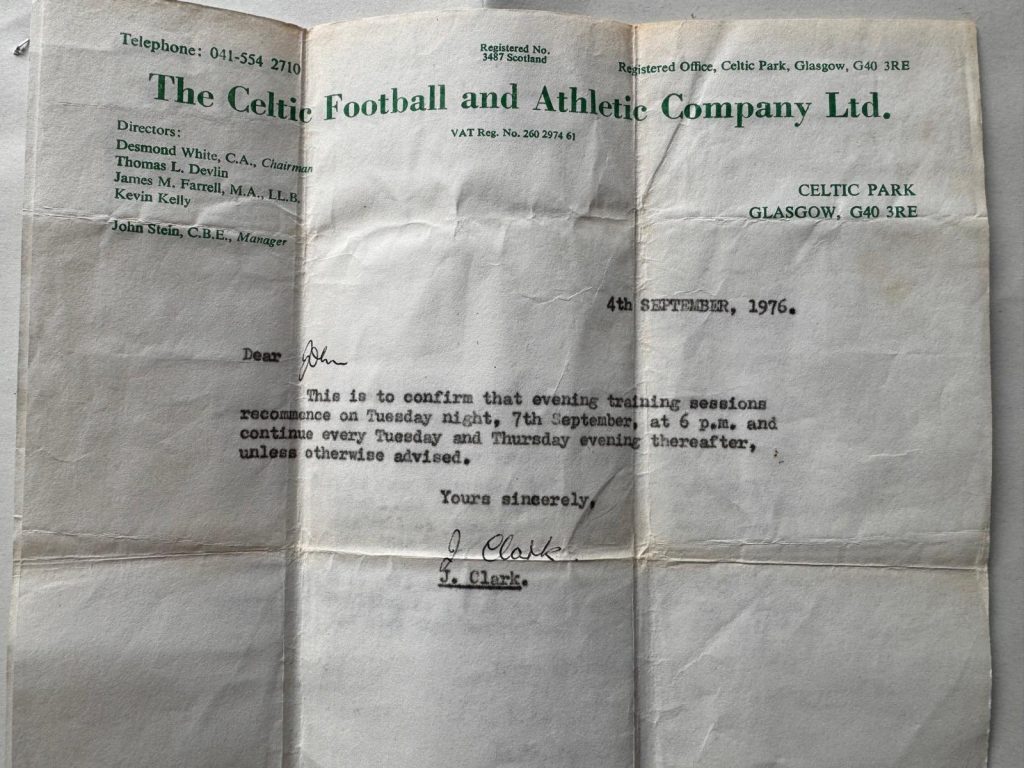 Telephone: 041-554 2710
Registered No.
3487 Scotland
Registered Office, Celtic Park, Glasgow, G40 3RE
The Celtic Football and Athletic Company Ltd.
VAT Reg. No. 260 2974 61
Directors:
Desmond White, C.A., Chairman
Thomas L. Devlin
James M. Farrell, M.A., LL.B.
Kevin Kelly
John Stein, C.B.E., Manager
CELTIC PARK
GLASGOW, G40 3RE
4th SEPTEMBER, 1976.
Dear John
This is to confirm that evening training sessions
recommence on Tuesday night, 7th September, at 6 p.m. and
continue every Tuesday and Thursday evening thereafter,
unless otherwise advised.
Yours sincerely,
J Clark.
J. Clark.